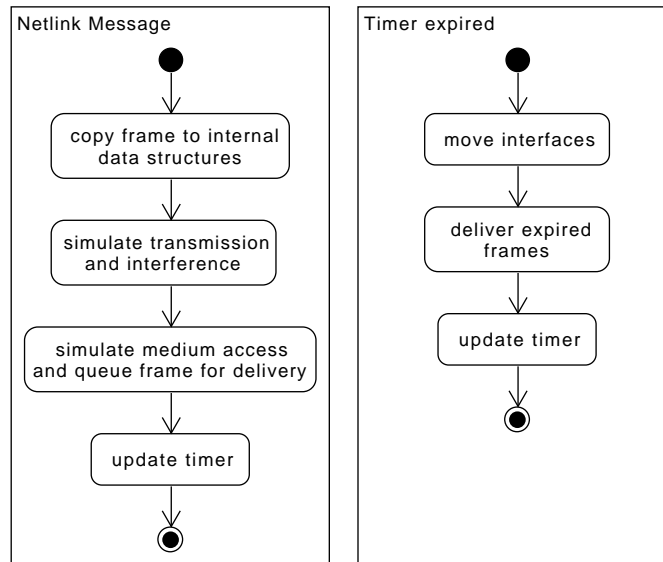 Netlink Message
copy frame to internal
data structures
simulate transmission
and interference
simulate medium access
and queue frame for delivery
update timer
Timer expired
move interfaces
deliver expired
frames
update timer